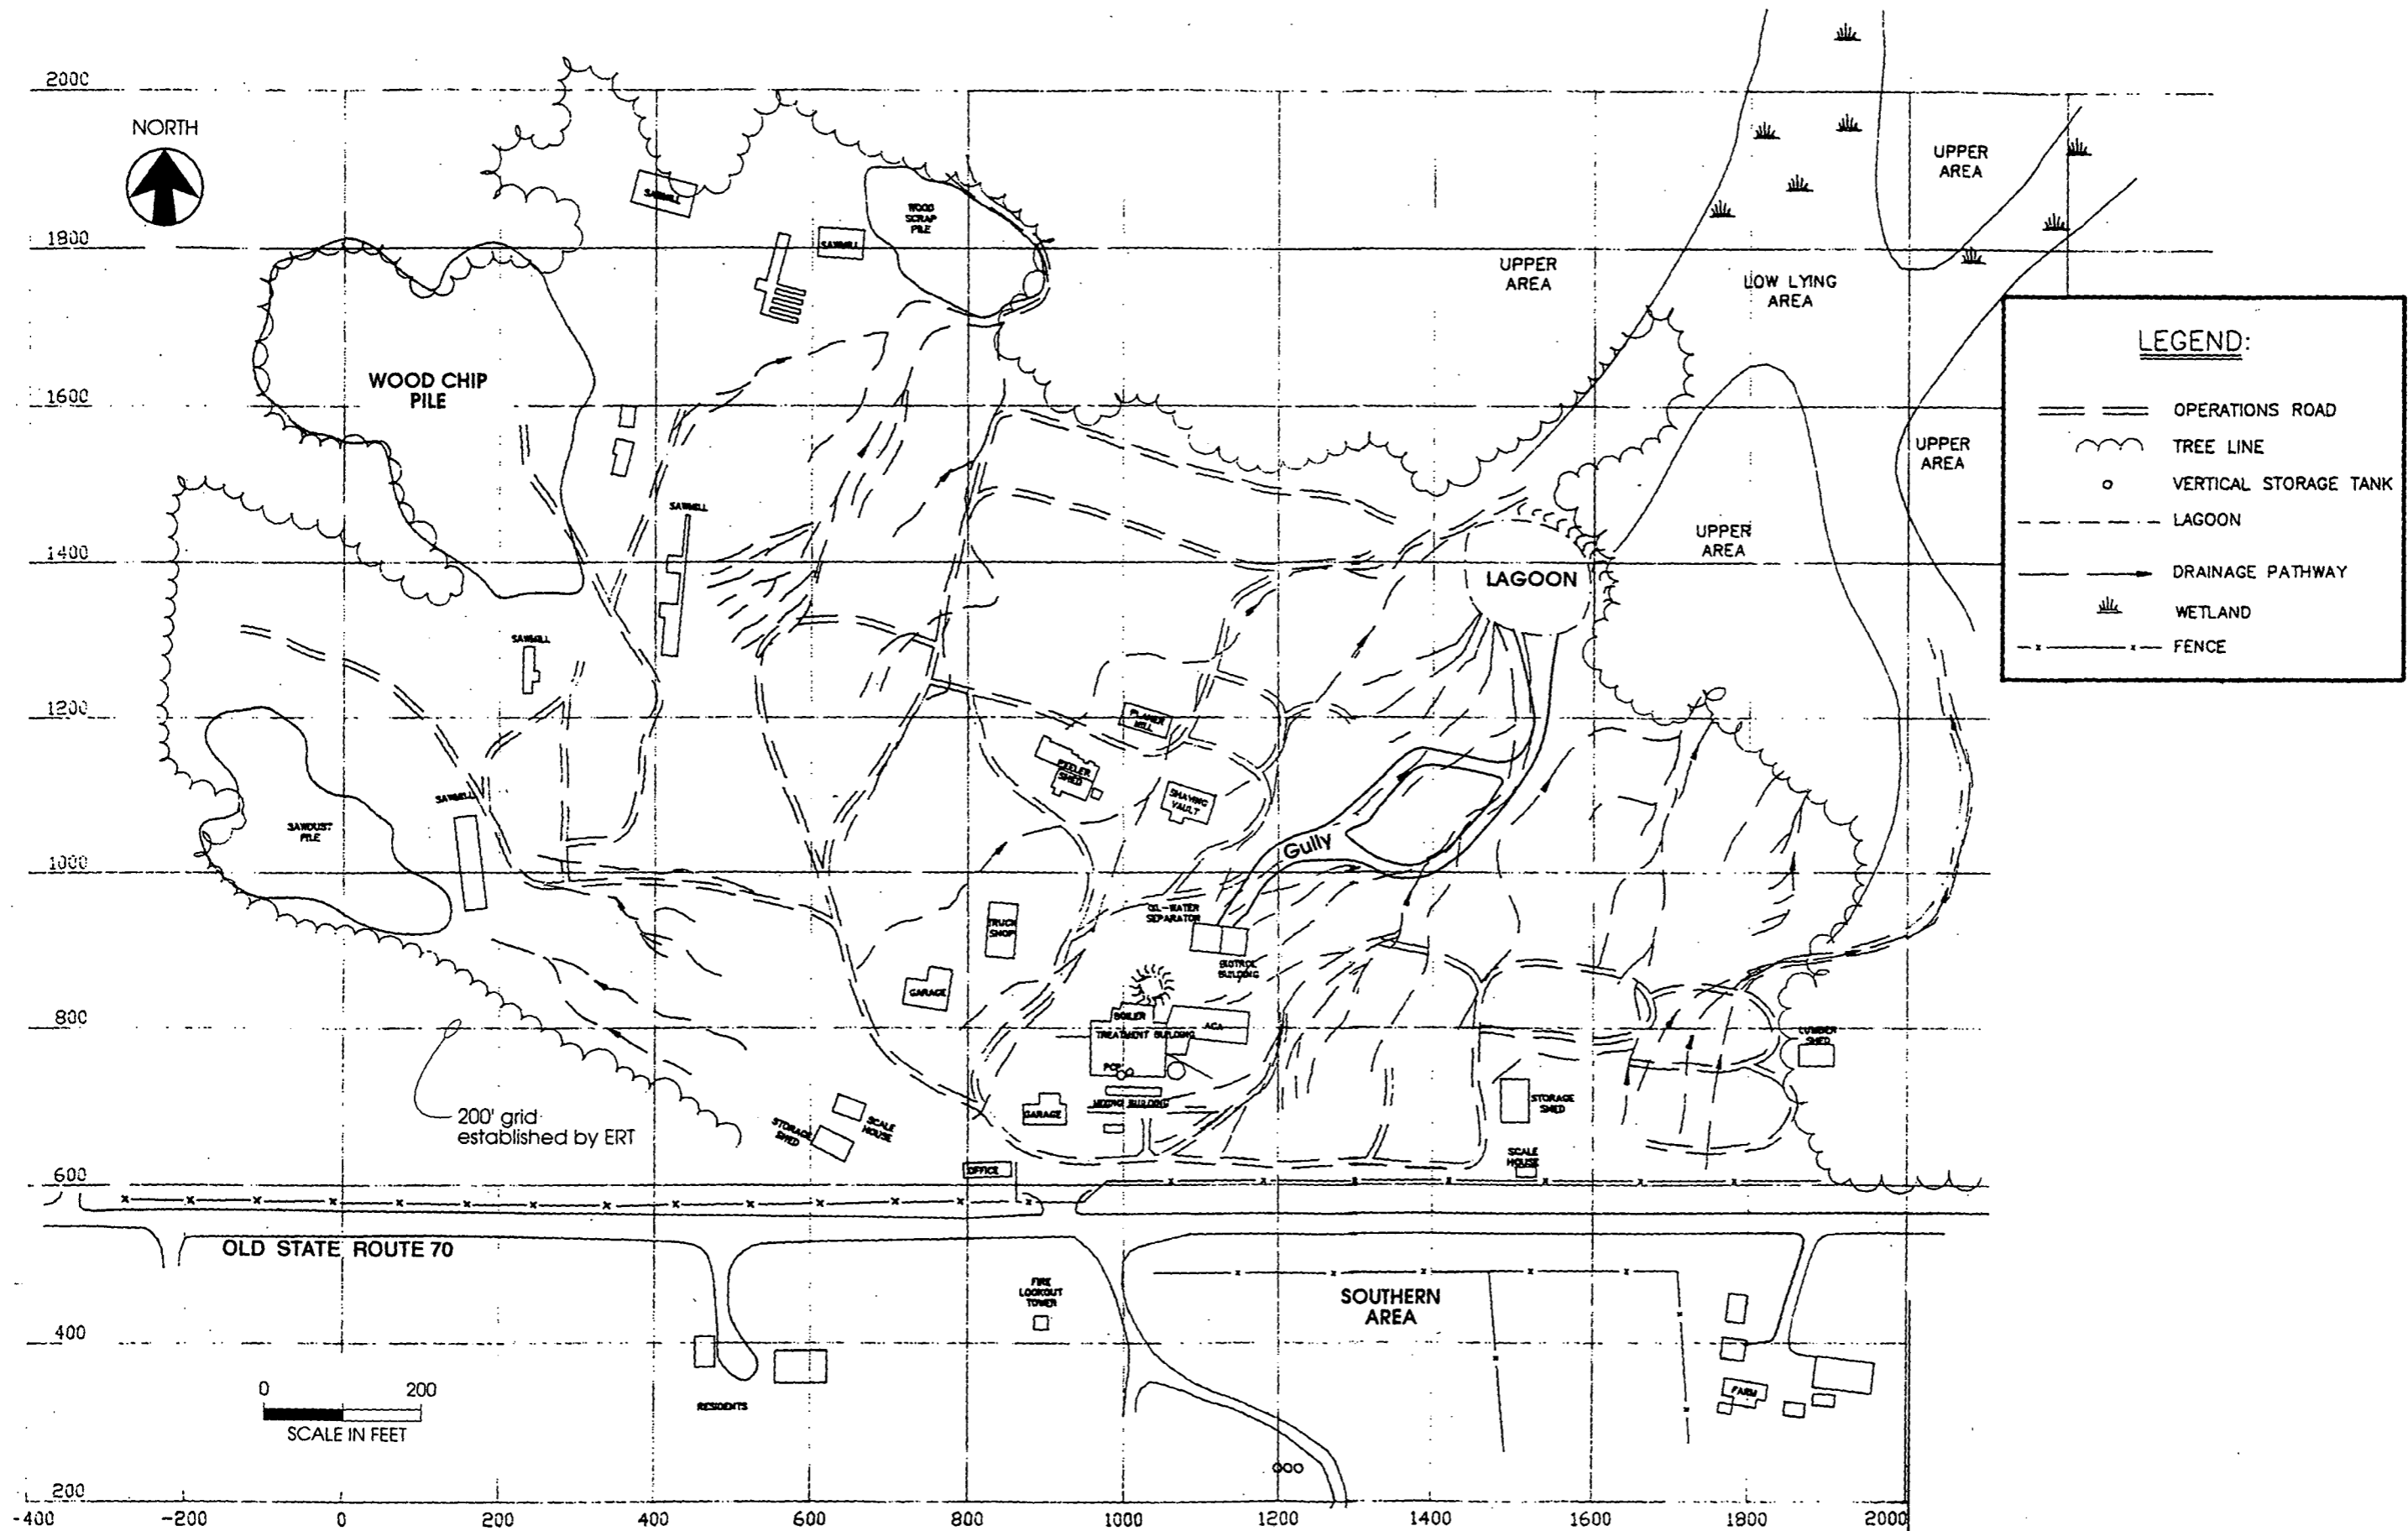 2000
NORTH
UPPER
AREA
SAWMILL
WOOD
SCRAP
PILE
1800
SAWMILL
UPPER
AREA
LOW LYING
AREA
LEGEND:
OPERATIONS ROAD
TREE LINE
VERTICAL STORAGE TANK
LAGOON
DRAINAGE PATHWAY
WETLAND
FENCE
WOOD CHIP
PILE
1600
UPPER
AREA
SAWMILL
UPPER
AREA
1400
LAGOON
SAWMILL
1200
PLANER
MILL
PEELER
SHED
SHAVING
VAULT
SAWMILL
SAWDUST
PILE
Gully
1000
OIL-WATER
SEPARATOR
TRUCK
SHOP
BIOTROL
BUILDING
GARAGE
800
BOILER
ACA
TREATMENT BUILDING
LUMBER
SHED
PCP
200' grid
established by ERT
STORAGE
SHED
SCALE
HOUSE
GARAGE
MIXING BUILDING
STORAGE
SHED
SCALE
HOUSE
OFFICE
600
OLD STATE ROUTE 70
FIRE
LOOKOUT
TOWER
SOUTHERN
AREA
400
FARM
0 200
SCALE IN FEET
RESIDENTS
200
-400 -200 0 200 400 600 800 1000 1200 1400 1600 1800 2000